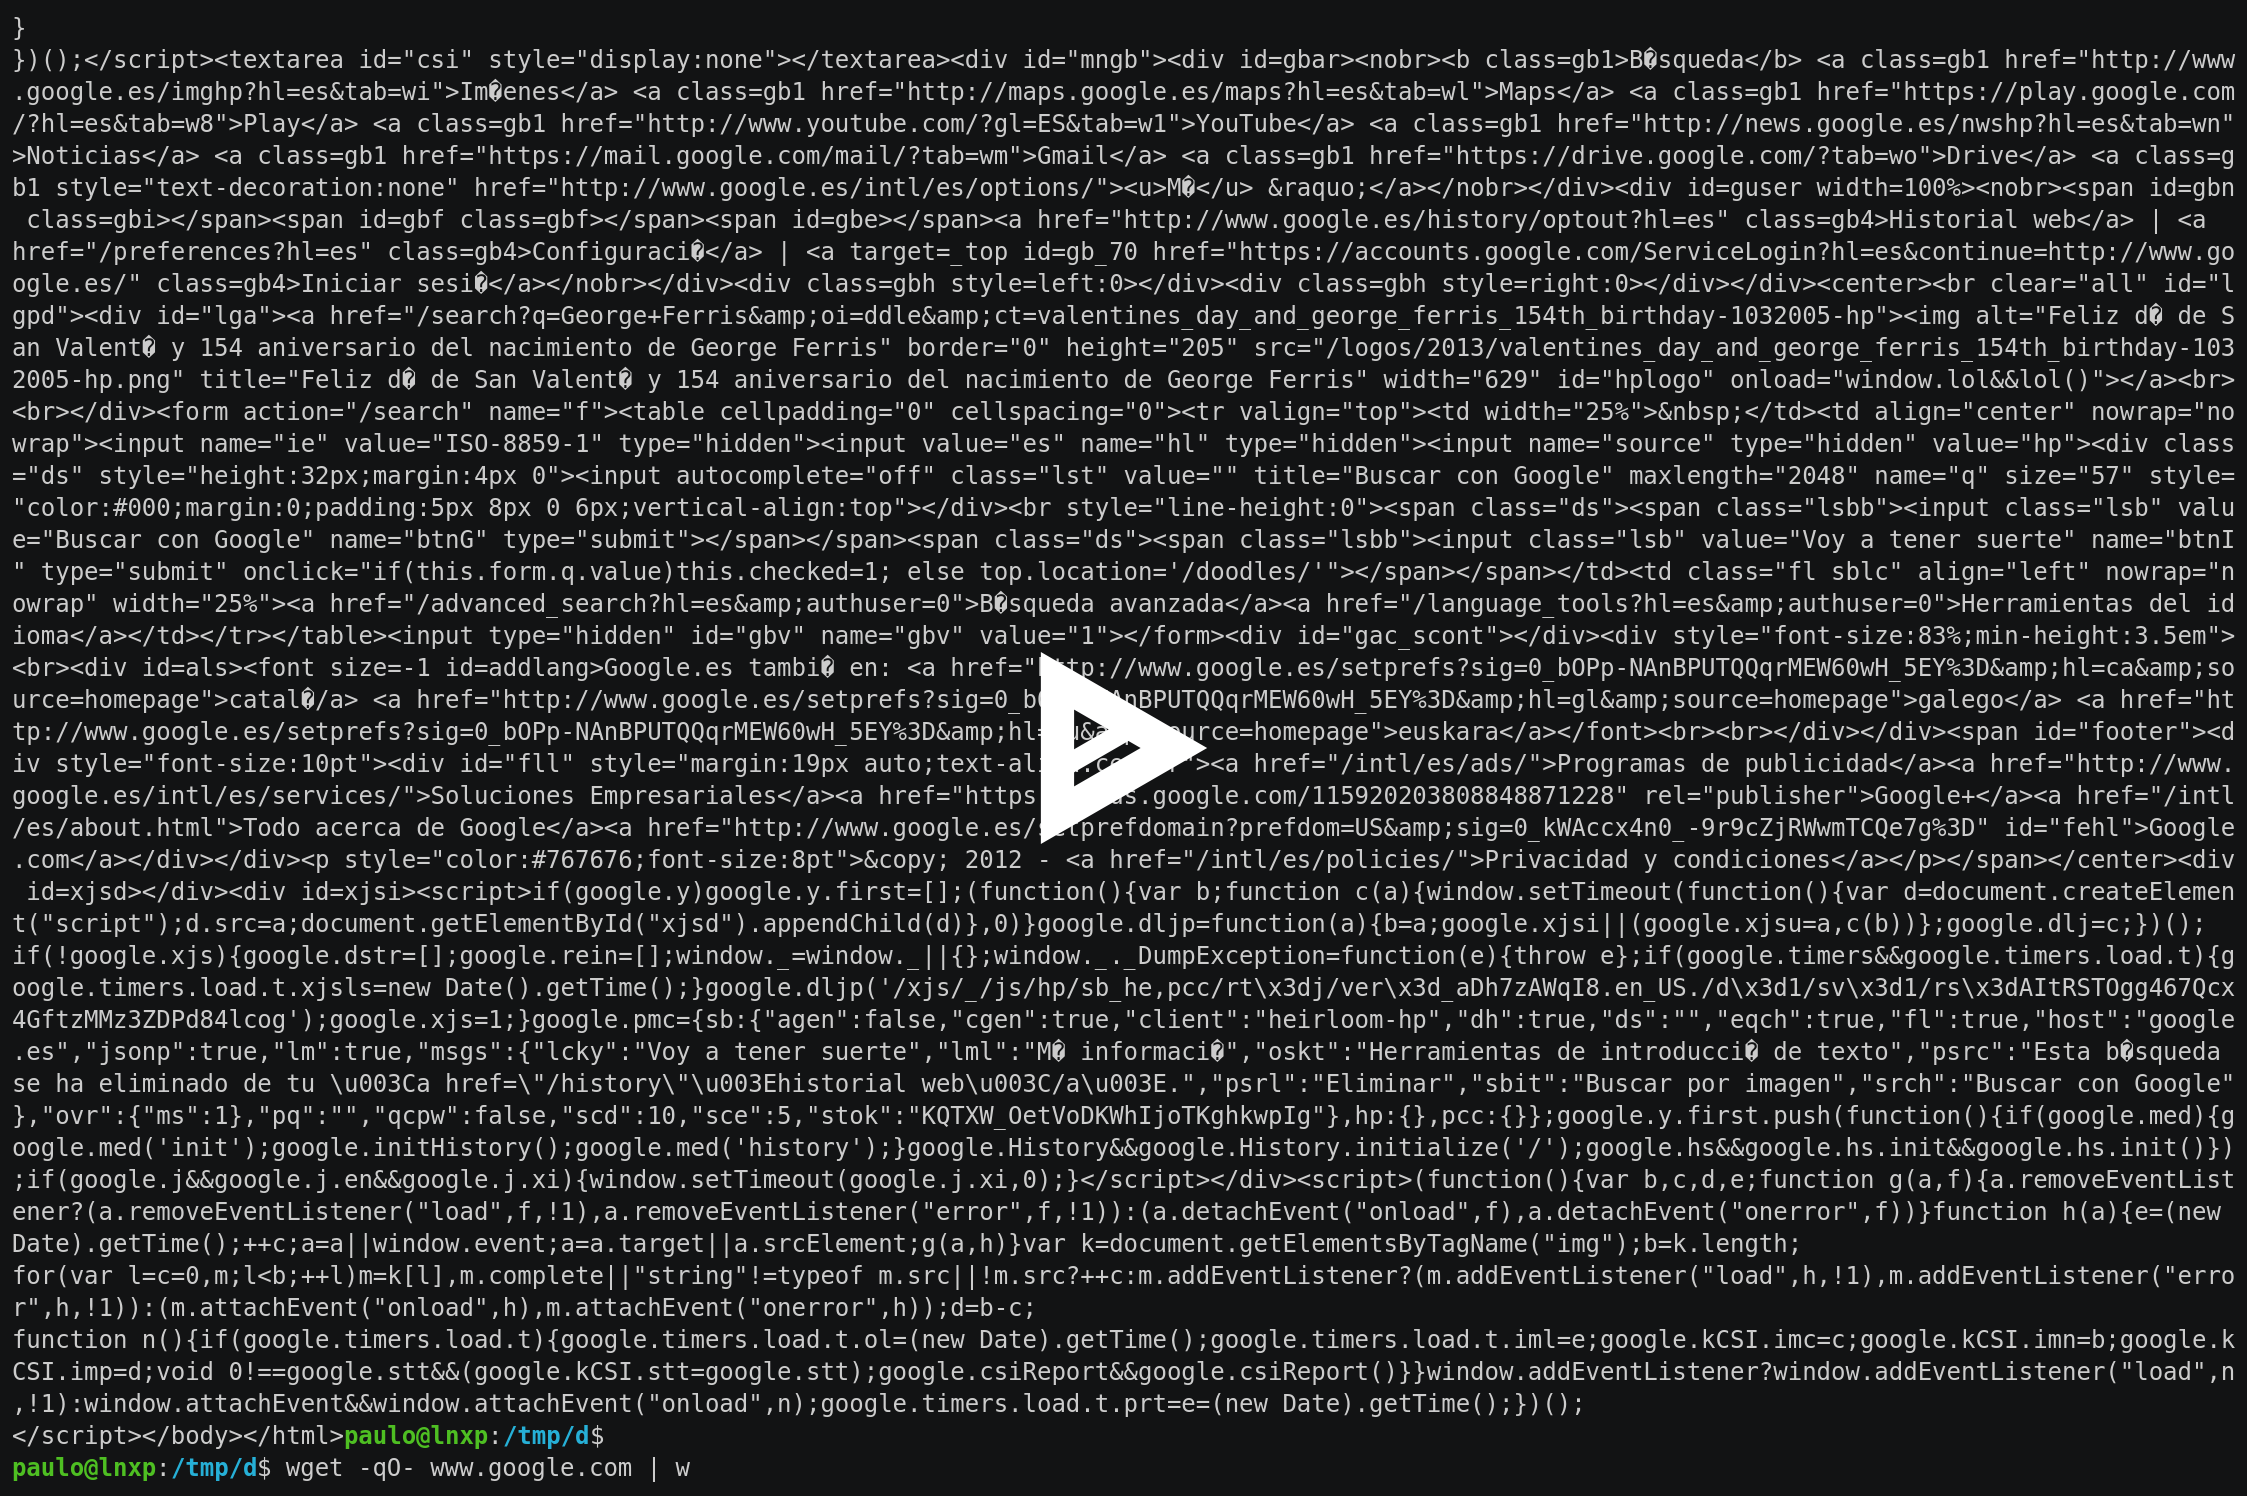 }
})();</script><textarea id="csi" style="display:none"></textarea><div id="mngb"><div id=gbar><nobr><b class=gb1>B�squeda</b> <a class=gb1 href="http://www
.google.es/imghp?hl=es&tab=wi">Im�enes</a> <a class=gb1 href="http://maps.google.es/maps?hl=es&tab=wl">Maps</a> <a class=gb1 href="https://play.google.com
/?hl=es&tab=w8">Play</a> <a class=gb1 href="http://www.youtube.com/?gl=ES&tab=w1">YouTube</a> <a class=gb1 href="http://news.google.es/nwshp?hl=es&tab=wn"
>Noticias</a> <a class=gb1 href="https://mail.google.com/mail/?tab=wm">Gmail</a> <a class=gb1 href="https://drive.google.com/?tab=wo">Drive</a> <a class=g
b1 style="text-decoration:none" href="http://www.google.es/intl/es/options/"><u>M�</u> &raquo;</a></nobr></div><div id=guser width=100%><nobr><span id=gbn
 class=gbi></span><span id=gbf class=gbf></span><span id=gbe></span><a href="http://www.google.es/history/optout?hl=es" class=gb4>Historial web</a> | <a
href="/preferences?hl=es" class=gb4>Configuraci�</a> | <a target=_top id=gb_70 href="https://accounts.google.com/ServiceLogin?hl=es&continue=http://www.go
ogle.es/" class=gb4>Iniciar sesi�</a></nobr></div><div class=gbh style=left:0></div><div class=gbh style=right:0></div></div><center><br clear="all" id="l
gpd"><div id="lga"><a href="/search?q=George+Ferris&amp;oi=ddle&amp;ct=valentines_day_and_george_ferris_154th_birthday-1032005-hp"><img alt="Feliz d� de S
an Valent� y 154 aniversario del nacimiento de George Ferris" border="0" height="205" src="/logos/2013/valentines_day_and_george_ferris_154th_birthday-103
2005-hp.png" title="Feliz d� de San Valent� y 154 aniversario del nacimiento de George Ferris" width="629" id="hplogo" onload="window.lol&&lol()"></a><br>
<br></div><form action="/search" name="f"><table cellpadding="0" cellspacing="0"><tr valign="top"><td width="25%">&nbsp;</td><td align="center" nowrap="no
wrap"><input name="ie" value="ISO-8859-1" type="hidden"><input value="es" name="hl" type="hidden"><input name="source" type="hidden" value="hp"><div class
="ds" style="height:32px;margin:4px 0"><input autocomplete="off" class="lst" value="" title="Buscar con Google" maxlength="2048" name="q" size="57" style=
"color:#000;margin:0;padding:5px 8px 0 6px;vertical-align:top"></div><br style="line-height:0"><span class="ds"><span class="lsbb"><input class="lsb" valu
e="Buscar con Google" name="btnG" type="submit"></span></span><span class="ds"><span class="lsbb"><input class="lsb" value="Voy a tener suerte" name="btnI
" type="submit" onclick="if(this.form.q.value)this.checked=1; else top.location='/doodles/'"></span></span></td><td class="fl sblc" align="left" nowrap="n
owrap" width="25%"><a href="/advanced_search?hl=es&amp;authuser=0">B�squeda avanzada</a><a href="/language_tools?hl=es&amp;authuser=0">Herramientas del id
ioma</a></td></tr></table><input type="hidden" id="gbv" name="gbv" value="1"></form><div id="gac_scont"></div><div style="font-size:83%;min-height:3.5em">
<br><div id=als><font size=-1 id=addlang>Google.es tambi� en: <a href="http://www.google.es/setprefs?sig=0_bOPp-NAnBPUTQQqrMEW60wH_5EY%3D&amp;hl=ca&amp;so
urce=homepage">catal�/a> <a href="http://www.google.es/setprefs?sig=0_bOPp-NAnBPUTQQqrMEW60wH_5EY%3D&amp;hl=gl&amp;source=homepage">galego</a> <a href="ht
tp://www.google.es/setprefs?sig=0_bOPp-NAnBPUTQQqrMEW60wH_5EY%3D&amp;hl=eu&amp;source=homepage">euskara</a></font><br><br></div></div><span id="footer"><d
iv style="font-size:10pt"><div id="fll" style="margin:19px auto;text-align:center"><a href="/intl/es/ads/">Programas de publicidad</a><a href="http://www.
google.es/intl/es/services/">Soluciones Empresariales</a><a href="https://plus.google.com/115920203808848871228" rel="publisher">Google+</a><a href="/intl
/es/about.html">Todo acerca de Google</a><a href="http://www.google.es/setprefdomain?prefdom=US&amp;sig=0_kWAccx4n0_-9r9cZjRWwmTCQe7g%3D" id="fehl">Google
.com</a></div></div><p style="color:#767676;font-size:8pt">&copy; 2012 - <a href="/intl/es/policies/">Privacidad y condiciones</a></p></span></center><div
 id=xjsd></div><div id=xjsi><script>if(google.y)google.y.first=[];(function(){var b;function c(a){window.setTimeout(function(){var d=document.createElemen
t("script");d.src=a;document.getElementById("xjsd").appendChild(d)},0)}google.dljp=function(a){b=a;google.xjsi||(google.xjsu=a,c(b))};google.dlj=c;})();
if(!google.xjs){google.dstr=[];google.rein=[];window._=window._||{};window._._DumpException=function(e){throw e};if(google.timers&&google.timers.load.t){g
oogle.timers.load.t.xjsls=new Date().getTime();}google.dljp('/xjs/_/js/hp/sb_he,pcc/rt\x3dj/ver\x3d_aDh7zAWqI8.en_US./d\x3d1/sv\x3d1/rs\x3dAItRSTOgg467Qcx
4GftzMMz3ZDPd84lcog');google.xjs=1;}google.pmc={sb:{"agen":false,"cgen":true,"client":"heirloom-hp","dh":true,"ds":"","eqch":true,"fl":true,"host":"google
.es","jsonp":true,"lm":true,"msgs":{"lcky":"Voy a tener suerte","lml":"M� informaci�","oskt":"Herramientas de introducci� de texto","psrc":"Esta b�squeda
se ha eliminado de tu \u003Ca href=\"/history\"\u003Ehistorial web\u003C/a\u003E.","psrl":"Eliminar","sbit":"Buscar por imagen","srch":"Buscar con Google"
},"ovr":{"ms":1},"pq":"","qcpw":false,"scd":10,"sce":5,"stok":"KQTXW_OetVoDKWhIjoTKghkwpIg"},hp:{},pcc:{}};google.y.first.push(function(){if(google.med){g
oogle.med('init');google.initHistory();google.med('history');}google.History&&google.History.initialize('/');google.hs&&google.hs.init&&google.hs.init()})
;if(google.j&&google.j.en&&google.j.xi){window.setTimeout(google.j.xi,0);}</script></div><script>(function(){var b,c,d,e;function g(a,f){a.removeEventList
ener?(a.removeEventListener("load",f,!1),a.removeEventListener("error",f,!1)):(a.detachEvent("onload",f),a.detachEvent("onerror",f))}function h(a){e=(new
Date).getTime();++c;a=a||window.event;a=a.target||a.srcElement;g(a,h)}var k=document.getElementsByTagName("img");b=k.length;
for(var l=c=0,m;l<b;++l)m=k[l],m.complete||"string"!=typeof m.src||!m.src?++c:m.addEventListener?(m.addEventListener("load",h,!1),m.addEventListener("erro
r",h,!1)):(m.attachEvent("onload",h),m.attachEvent("onerror",h));d=b-c;
function n(){if(google.timers.load.t){google.timers.load.t.ol=(new Date).getTime();google.timers.load.t.iml=e;google.kCSI.imc=c;google.kCSI.imn=b;google.k
CSI.imp=d;void 0!==google.stt&&(google.kCSI.stt=google.stt);google.csiReport&&google.csiReport()}}window.addEventListener?window.addEventListener("load",n
,!1):window.attachEvent&&window.attachEvent("onload",n);google.timers.load.t.prt=e=(new Date).getTime();})();
</script></body></html>paulo@lnxp:/tmp/d$
paulo@lnxp:/tmp/d$ wget -qO- www.google.com | w